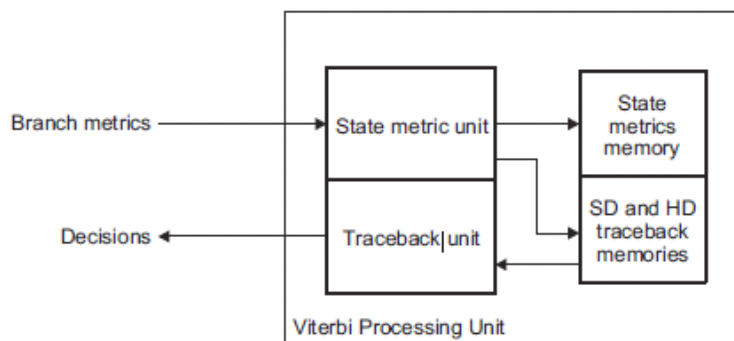 Branch metrics
State metric unit
State
metrics
memory
Decisions
Traceback unit
SD and HD
traceback
memories
Viterbi Processing Unit